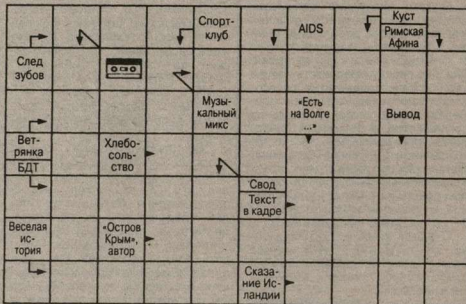 Спорт-
клуб
AIDS
Куст
Римская
Афина
След
зубов
Музы-
кальный
микс
«Есть
на Волге
...»
Вывод
Вет-
рянка
БДТ
Хлебо-
соль-
ство
Свод
Текст
в кадре
Веселая
ис-
тория
«Остров
Крым»,
автор
Сказа-
ние Ис-
ландии